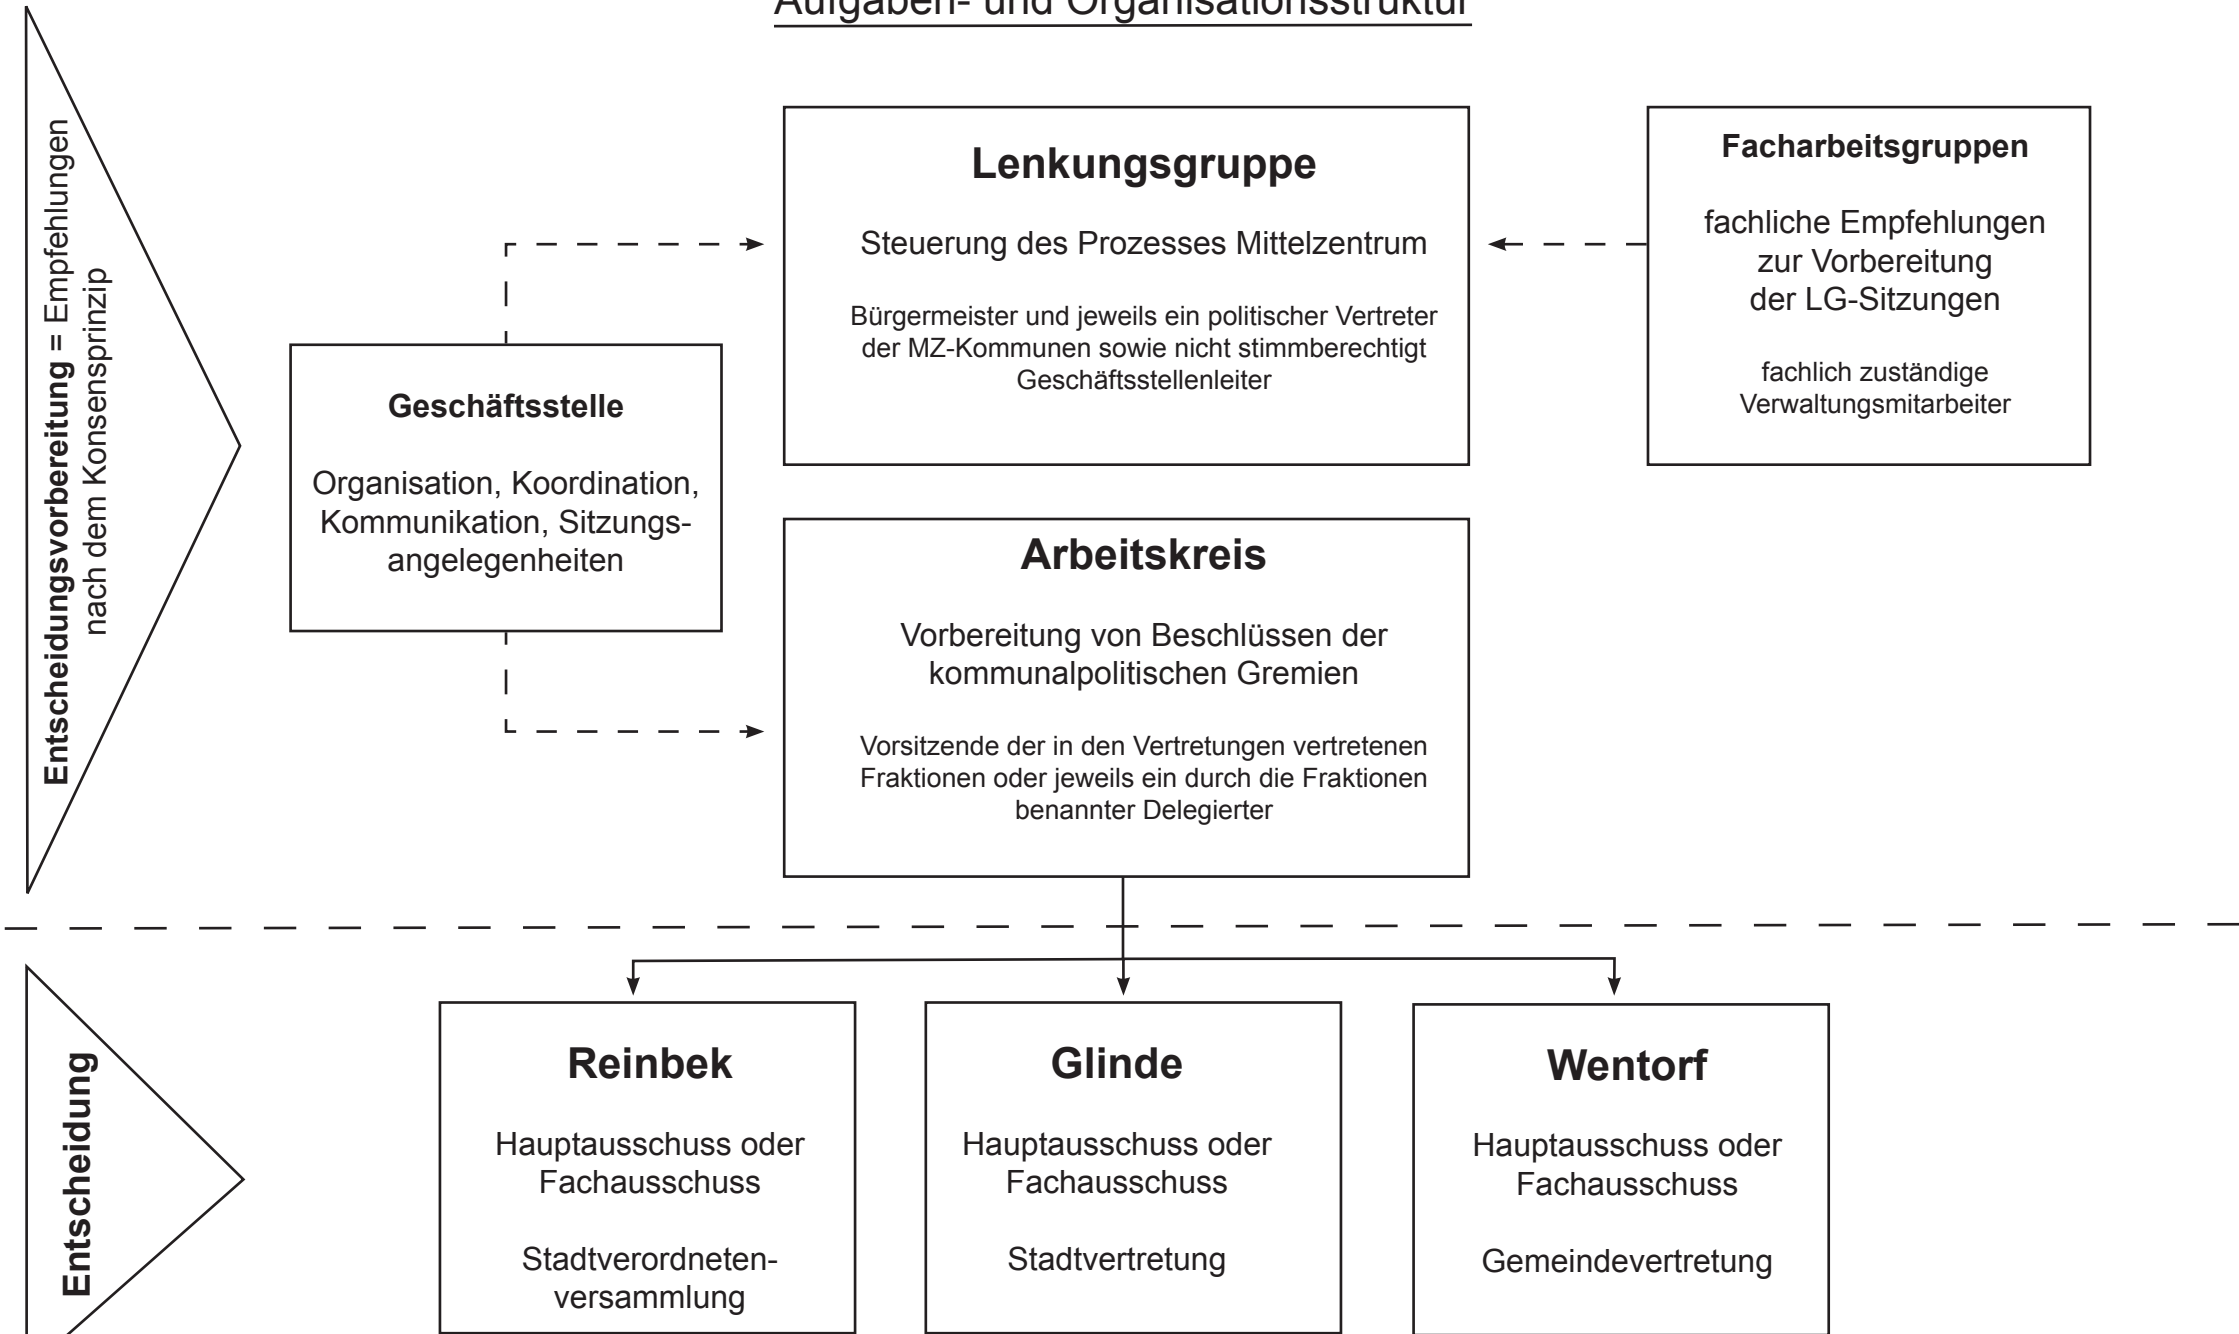 Aufgaben- und Organisationsstruktur
Entscheidungsvorbereitung = Empfehlungen
nach dem Konsensprinzip
Lenkungsgruppe
Steuerung des Prozesses Mittelzentrum
Bürgermeister und jeweils ein politischer Vertreter
der MZ-Kommunen sowie nicht stimmberechtigt
Geschäftsstellenleiter
Facharbeitsgruppen
fachliche Empfehlungen
zur Vorbereitung
der LG-Sitzungen
fachlich zuständige
Verwaltungsmitarbeiter
Geschäftsstelle
Organisation, Koordination,
Kommunikation, Sitzungs-
angelegenheiten
Arbeitskreis
Vorbereitung von Beschlüssen der
kommunalpolitischen Gremien
Vorsitzende der in den Vertretungen vertretenen
Fraktionen oder jeweils ein durch die Fraktionen
benannter Delegierter
Entscheidung
Reinbek
Hauptausschuss oder
Fachausschuss
Stadtverordneten-
versammlung
Glinde
Hauptausschuss oder
Fachausschuss
Stadtvertretung
Wentorf
Hauptausschuss oder
Fachausschuss
Gemeindevertretung